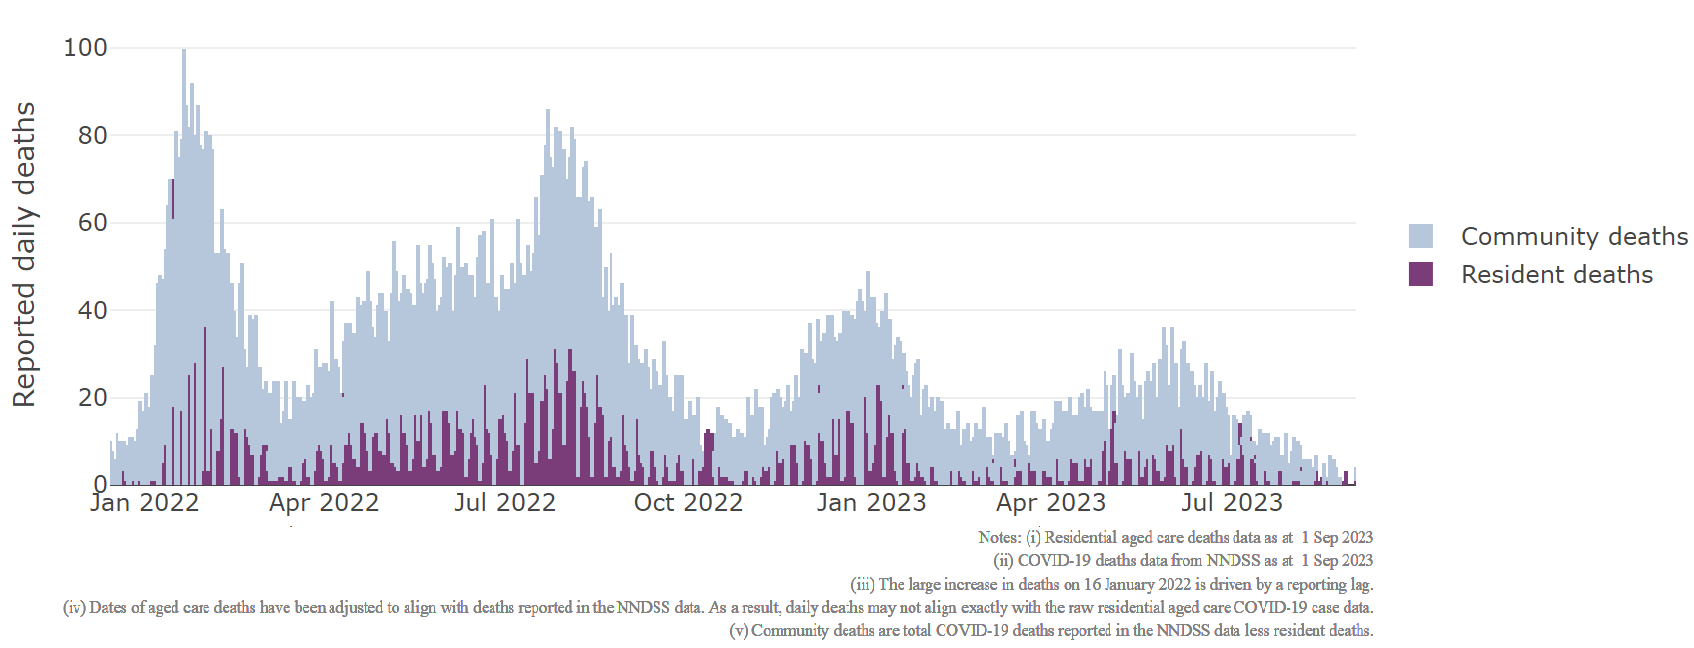 Reported daily deaths
100
80
60
40
20
0
Jan 2022
Apr 2022
Jul 2022
Oct 2022
Jan 2023
Apr 2023
Jul 2023
Community deaths
Resident deaths
Notes: (i) Residential aged care deaths data as at 1 Sep 2023
(ii) COVID-19 deaths data from NNDSS as at 1 Sep 2023
(iii) The large increase in deaths on 16 January 2022 is driven by a reporting lag.
(iv) Dates of aged care deaths have been adjusted to align with deaths reported in the NNDSS data. As a result, daily deaths may not align exactly with the raw residential aged care COVID-19 case data.
(v) Community deaths are total COVID-19 deaths reported in the NNDSS data less resident deaths.